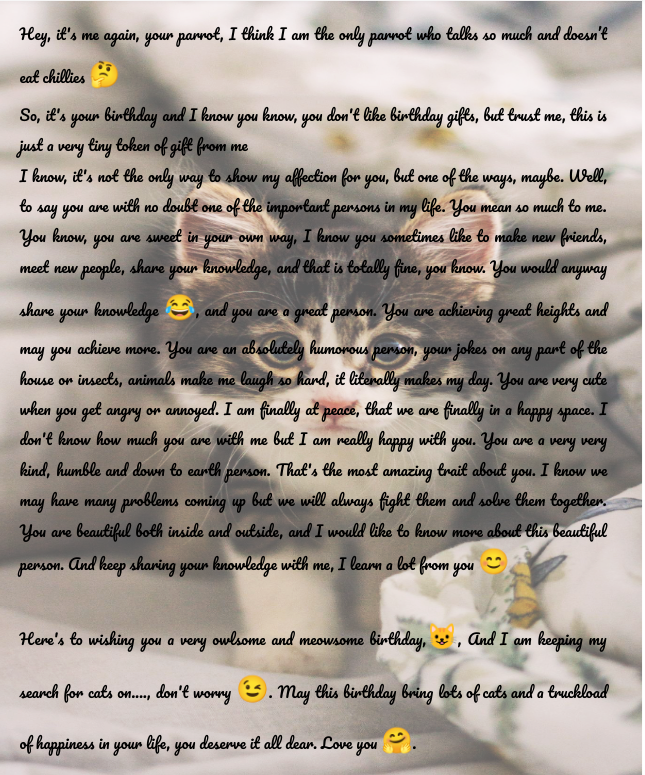 Hey, it's me again, your parrot, I think I am the only parrot who talks so much and doesn't
eat chillies 🤔
So, it's your birthday and I know you know, you don't like birthday gifts, but trust me, this is
just a very tiny token of gift from me
I know, it's not the only way to show my affection for you, but one of the ways, maybe. Well,
to say you are with no doubt one of the important persons in my life. You mean so much to me.
You know, you are sweet in your own way, I know you sometimes like to make new friends,
meet new people, share your knowledge, and that is totally fine, you know. You would anyway
share your knowledge 😂, and you are a great person. You are achieving great heights and
may you achieve more. You are an absolutely humorous person, your jokes on any part of the
house or insects, animals make me laugh so hard, it literally makes my day. You are very cute
when you get angry or annoyed. I am finally at peace, that we are finally in a happy space. I
don't know how much you are with me but I am really happy with you. You are a very very
kind, humble and down to earth person. That's the most amazing trait about you. I know we
may have many problems coming up but we will always fight them and solve them together.
You are beautiful both inside and outside, and I would like to know more about this beautiful
person. And keep sharing your knowledge with me, I learn a lot from you 😊
Here's to wishing you a very owlsome and meowsome birthday, 😺, And I am keeping my
search for cats on...., don't worry 😉. May this birthday bring lots of cats and a truckload
of happiness in your life, you deserve it all dear. Love you 🤗.